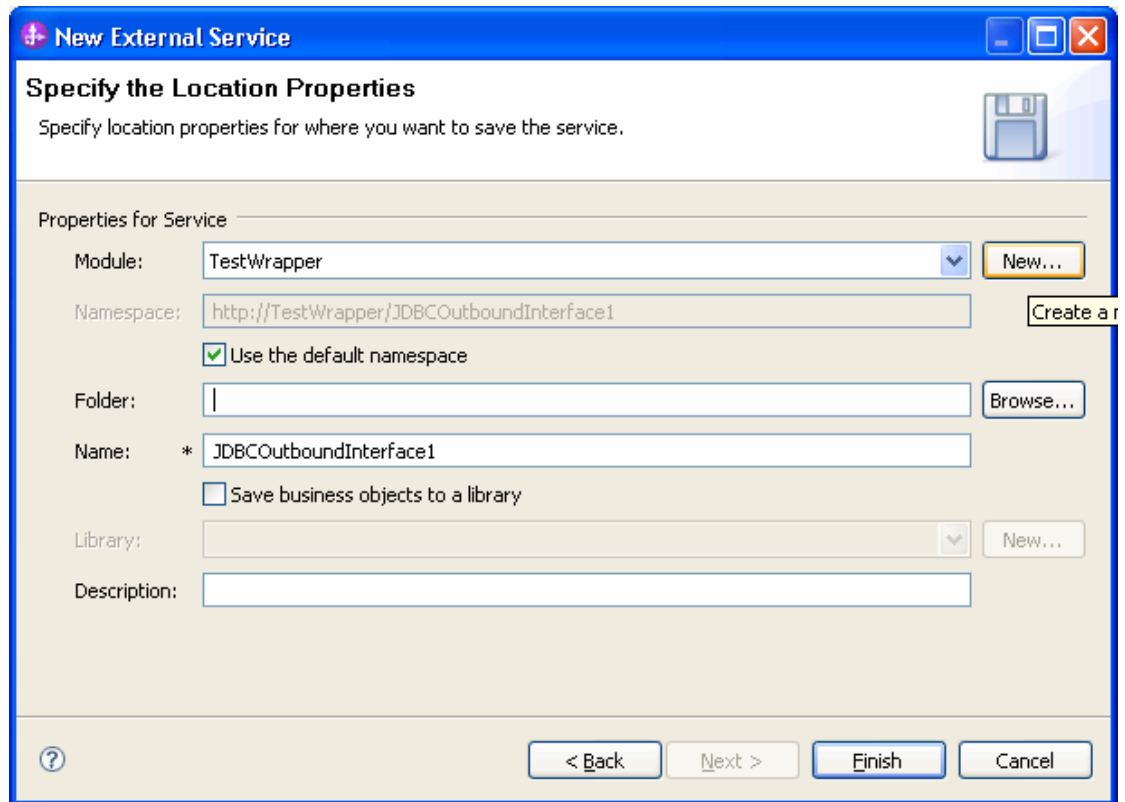 New External Service
Specify the Location Properties
Specify location properties for where you want to save the service.
Properties for Service
Module: TestWrapper New...
Namespace: http://TestWrapper/JDBCOutboundInterface1
Create a
Use the default namespace
Folder: Browse...
Name: * JDBCOutboundInterface1
Save business objects to a library
Library: New...
Description:
? < Back Next > Finish Cancel